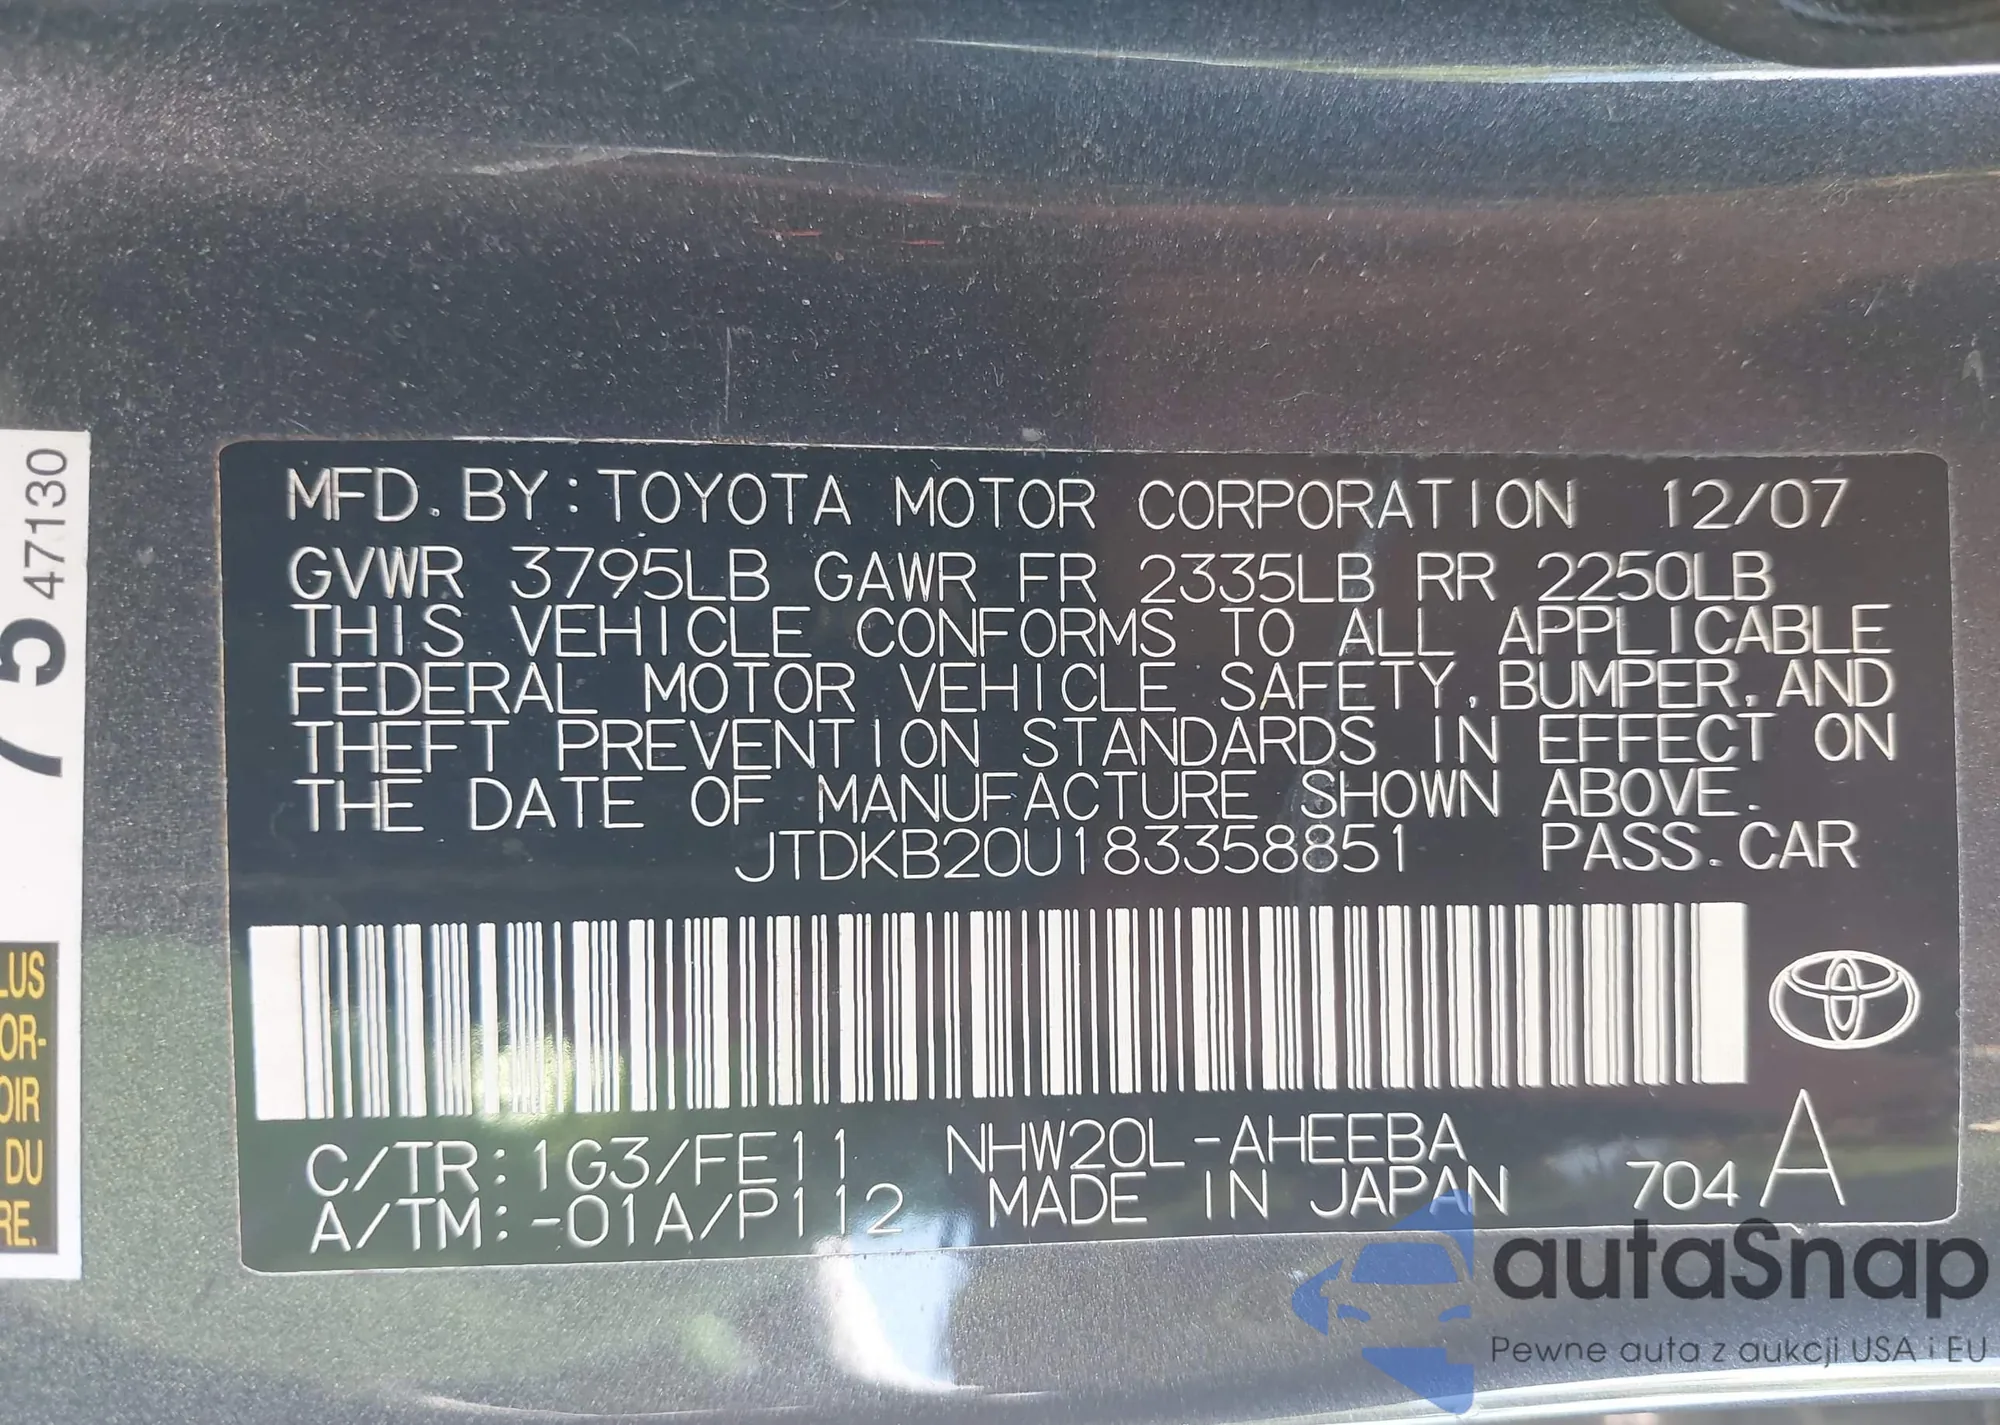 MFD. BY: TOYOTA MOTOR CORPORATION 12/07
GVWR 3795LB GAWR FR 2335LB RR 2250LB
THIS VEHICLE CONFORMS TO ALL APPLICABLE
FEDERAL MOTOR VEHICLE SAFETY, BUMPER, AND
THEFT PREVENTION STANDARDS IN EFFECT ON
THE DATE OF MANUFACTURE SHOWN ABOVE.
JTDKB20U183358851 PASS. CAR
C/TR: 1G3/FE11 NHW20L-AHEEBA
A/TM: -01A/P112 MADE IN JAPAN 704 A
47130
75
LUS
OR-
OIR
DU
RE.
autaSnap
Pewne auta z aukcji USA i EU